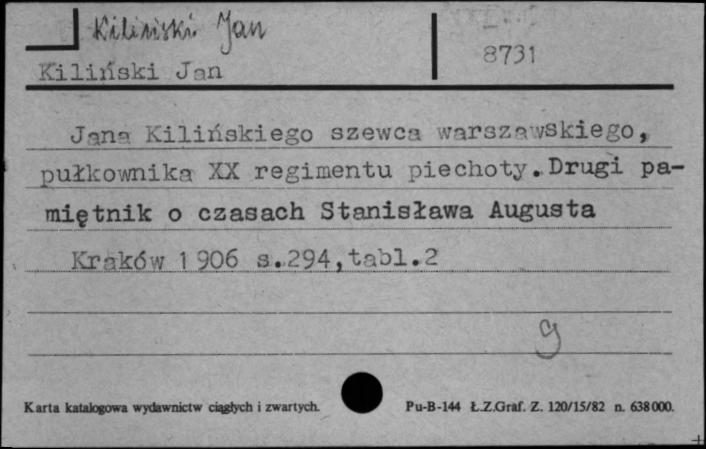 Kiliński Jan
8731
Kiliński Jan
Jana Kilińskiego szewca warszawskiego,
pułkownika XX regimentu piechoty. Drugi pa-
miętnik o czasach Stanisława Augusta
Kraków 1906 s.294,tabl.2
g
Karta katalogowa wydawnictw ciągłych i zwartych.
Pu-B-144 Ł.Z.Graf. Z. 120/15/82 n. 638000.